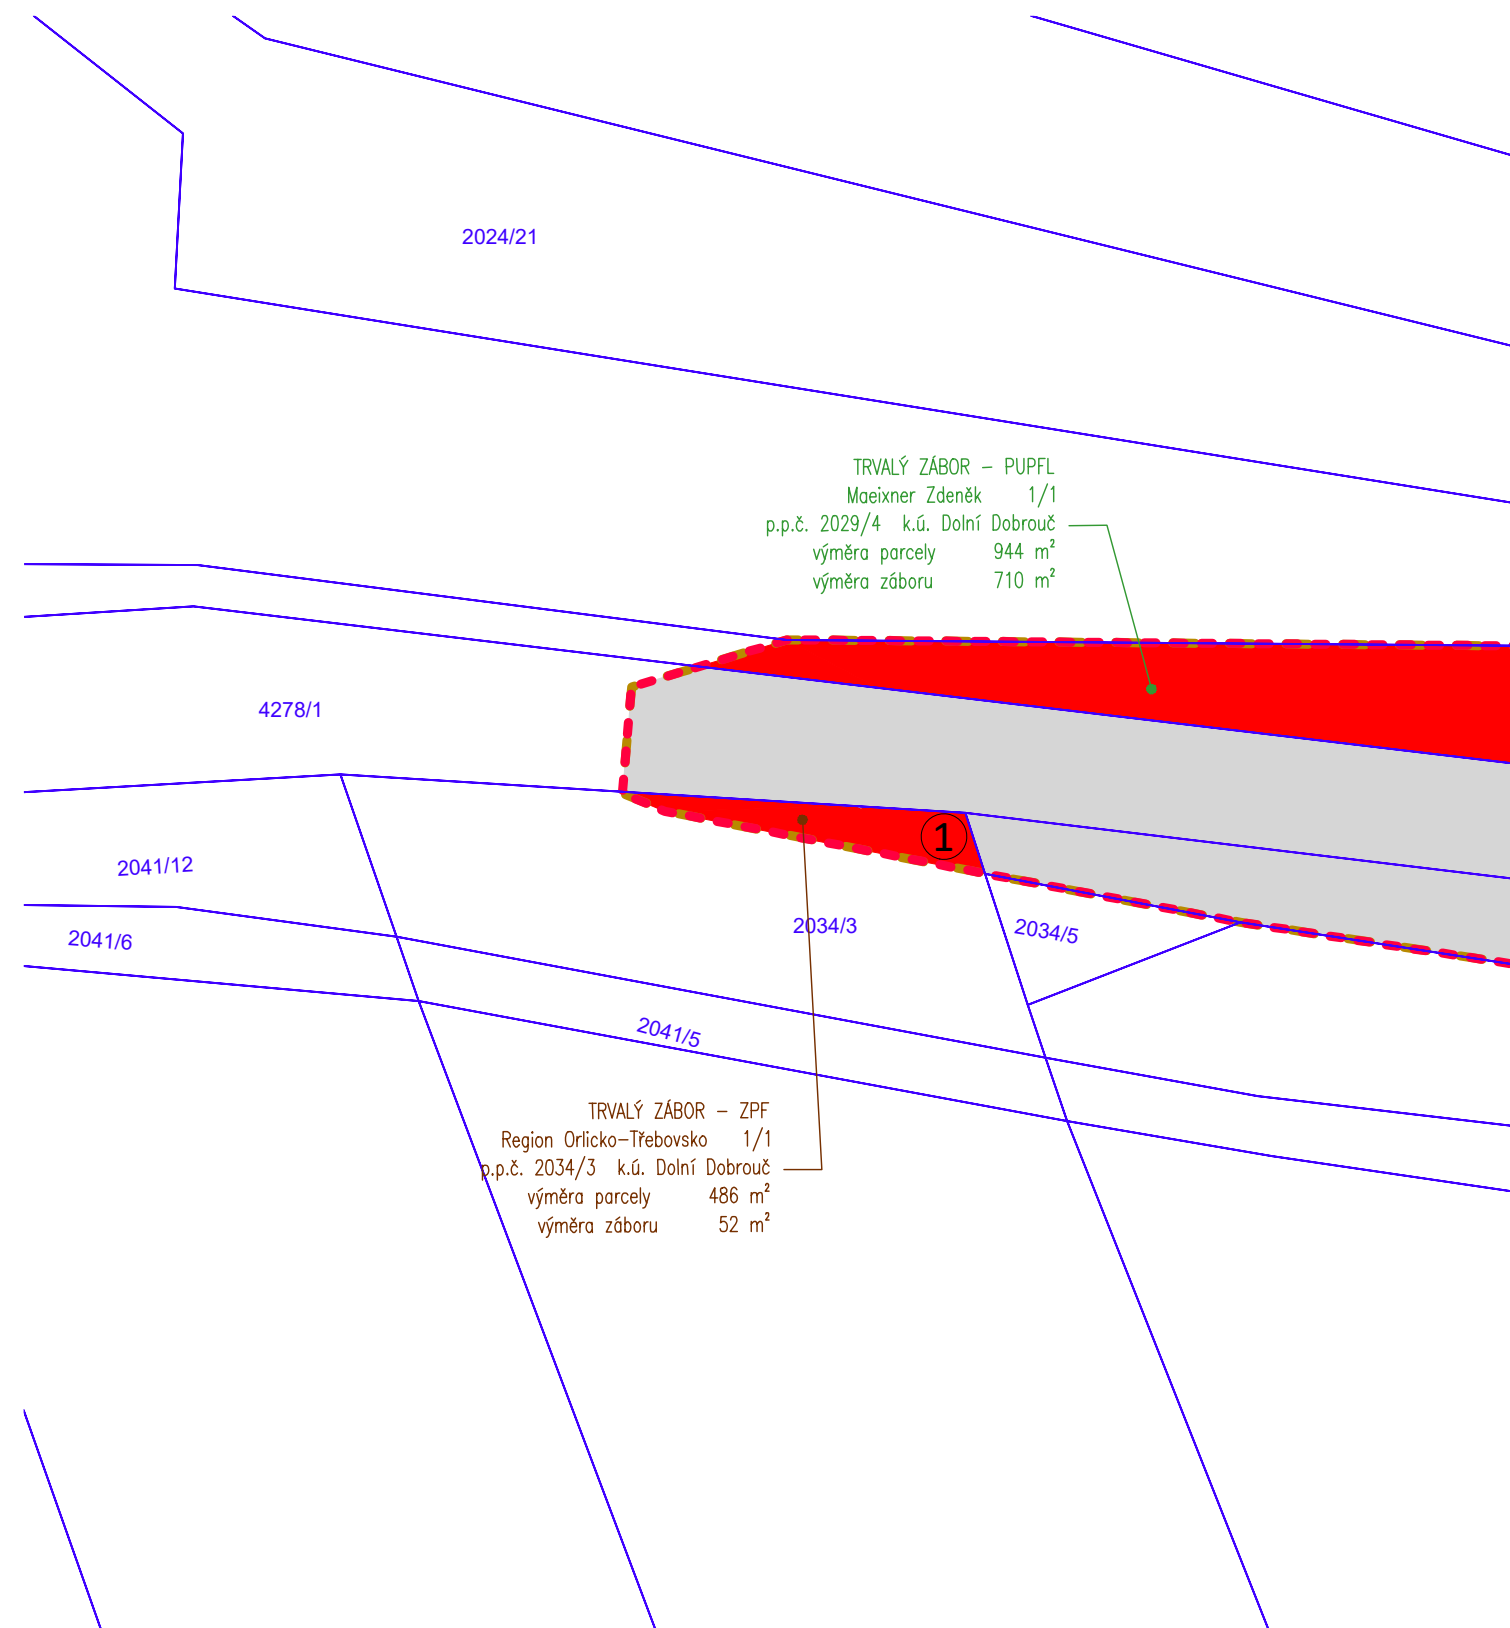 2024/21
TRVALÝ ZÁBOR – PUPFL
Maeixner Zdeněk 1/1
p.p.č. 2029/4 k.ú. Dolní Dobrouč
výměra parcely 944 m²
výměra záboru 710 m²
4278/1
1
2041/12
2034/3
2034/5
2041/6
2041/5
TRVALÝ ZÁBOR – ZPF
Region Orlicko–Třebovsko 1/1
p.p.č. 2034/3 k.ú. Dolní Dobrouč
výměra parcely 486 m²
výměra záboru 52 m²